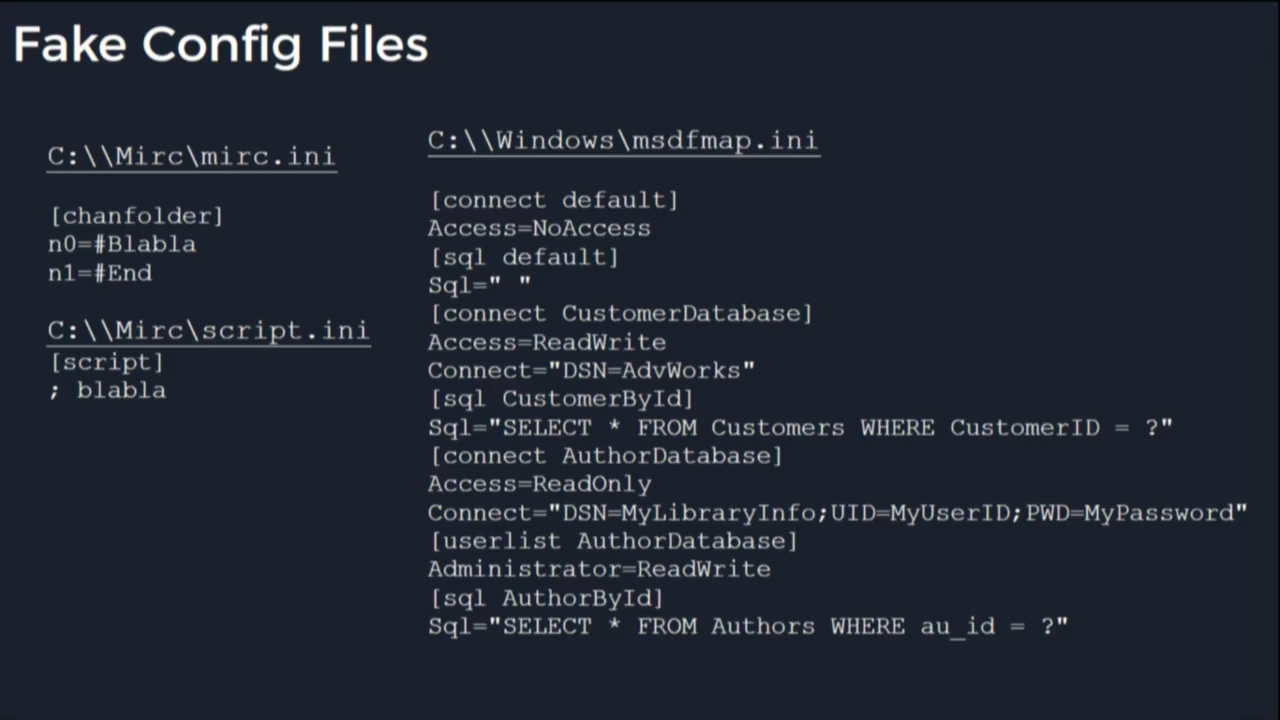 Fake Config Files
C:\\Mirc\mirc.ini
[chanfolder]
n0=#Blabla
n1=#End
C:\\Mirc\script.ini
[script]
; blabla
C:\\Windows\msdfmap.ini
[connect default]
Access=NoAccess
[sql default]
Sql=" "
[connect CustomerDatabase]
Access=ReadWrite
Connect="DSN=AdvWorks"
[sql CustomerById]
Sql="SELECT * FROM Customers WHERE CustomerID = ?"
[connect AuthorDatabase]
Access=ReadOnly
Connect="DSN=MyLibraryInfo;UID=MyUserID;PWD=MyPassword"
[userlist AuthorDatabase]
Administrator=ReadWrite
[sql AuthorById]
Sql="SELECT * FROM Authors WHERE au_id = ?"